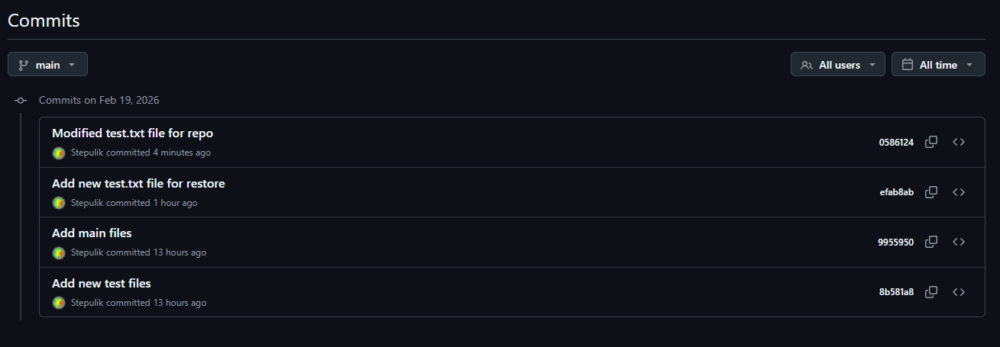 Commits
main
All users
All time
Commits on Feb 19, 2026
Modified test.txt file for repo
Stepulik committed 4 minutes ago
0586124
Add new test.txt file for restore
Stepulik committed 1 hour ago
efab8ab
Add main files
Stepulik committed 13 hours ago
9955950
Add new test files
Stepulik committed 13 hours ago
8b581a8